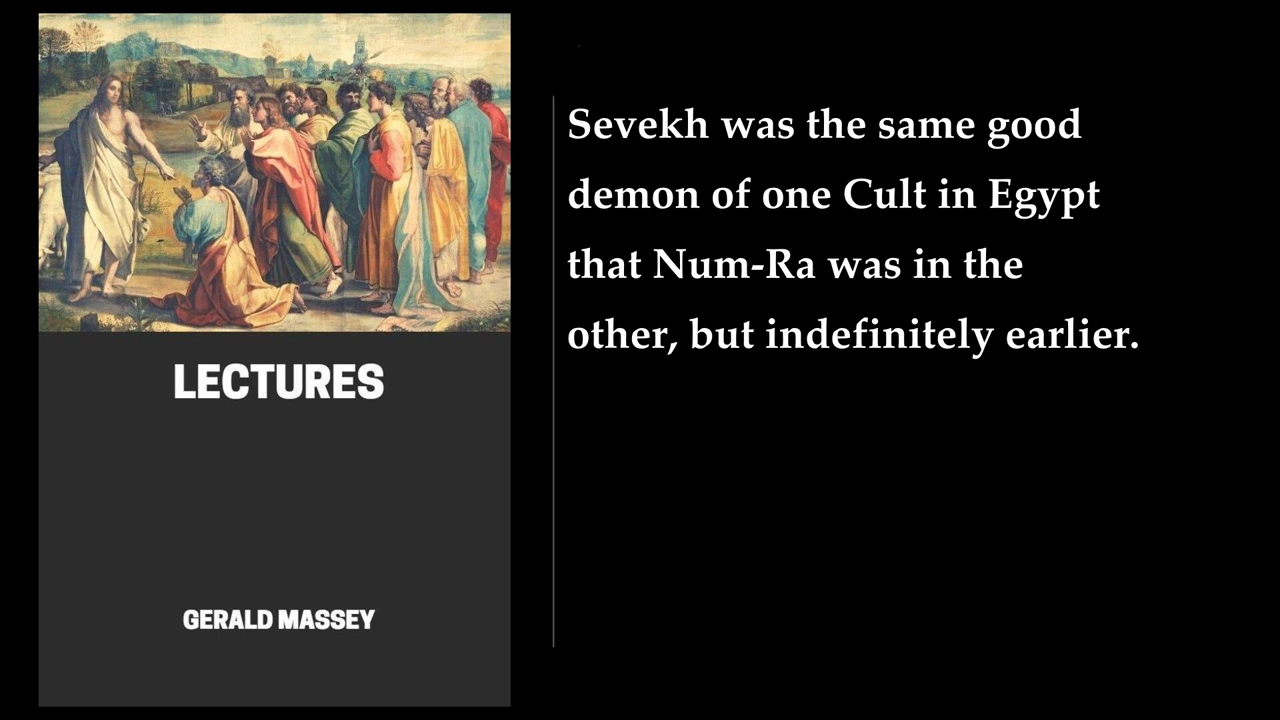 LECTURES
GERALD MASSEY
Sevekh was the same good
demon of one Cult in Egypt
that Num-Ra was in the
other, but indefinitely earlier.